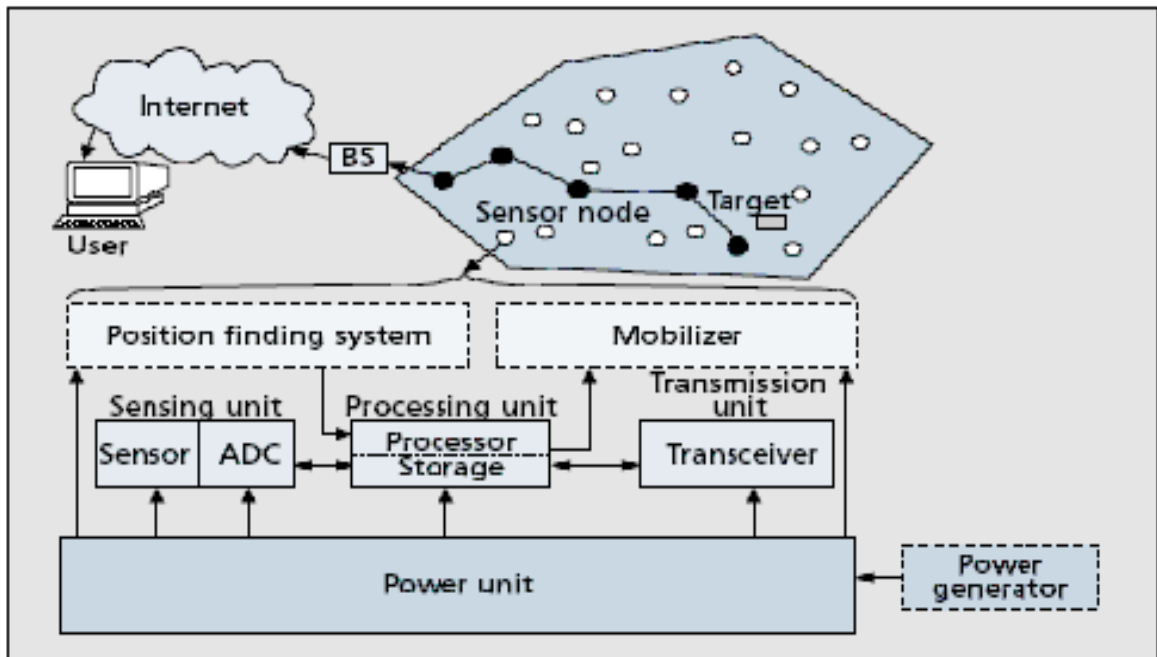 Internet
BS
User
Sensor node
Target
Position finding system
Mobilizer
Sensing unit
Processing unit
Transmission
unit
Sensor
ADC
Processor
Storage
Transceiver
Power unit
Power
generator